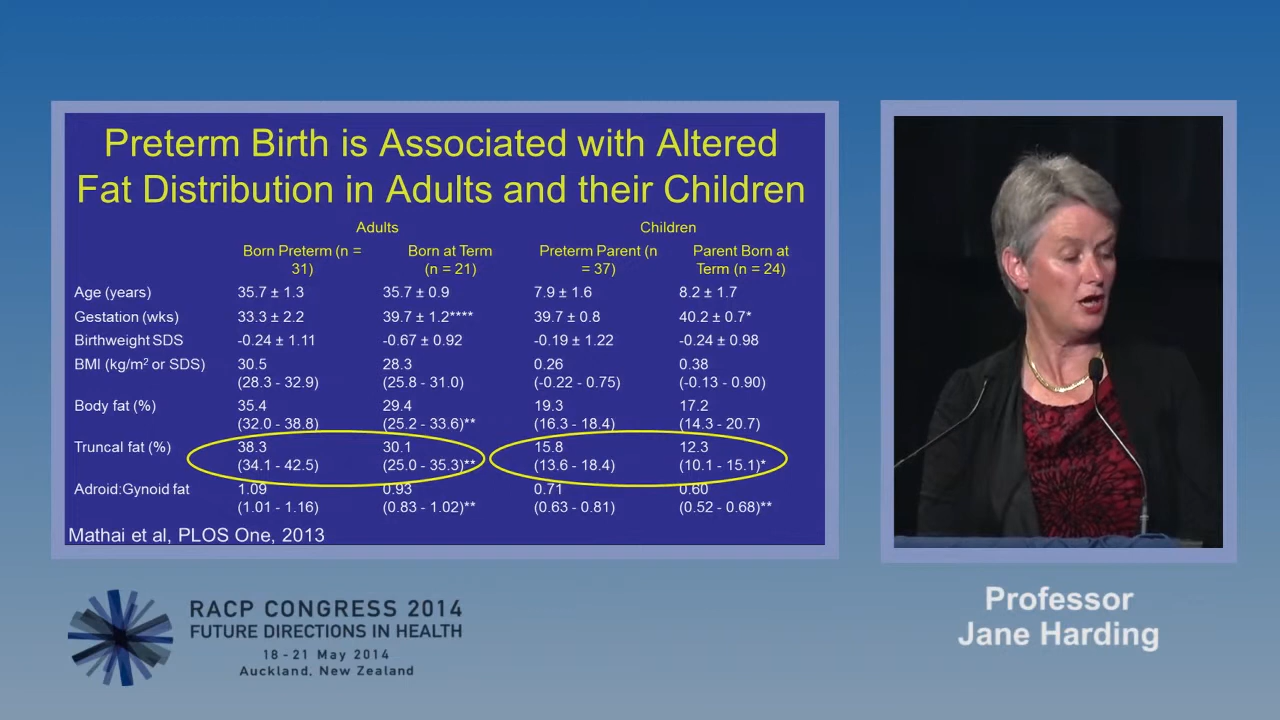 Preterm Birth is Associated with Altered
Fat Distribution in Adults and their Children
Adults Children
Born Preterm (n = Born at Term Preterm Parent (n Parent Born at
31) (n = 21) = 37) Term (n = 24)
Age (years) 35.7 ± 1.3 35.7 ± 0.9 7.9 ± 1.6 8.2 ± 1.7
Gestation (wks) 33.3 ± 2.2 39.7 ± 1.2**** 39.7 ± 0.8 40.2 ± 0.7*
Birthweight SDS -0.24 ± 1.11 -0.67 ± 0.92 -0.19 ± 1.22 -0.24 ± 0.98
BMI (kg/m² or SDS) 30.5 28.3 0.26 0.38
(28.3 - 32.9) (25.8 - 31.0) (-0.22 - 0.75) (-0.13 - 0.90)
Body fat (%) 35.4 29.4 19.3 17.2
(32.0 - 38.8) (25.2 - 33.6)** (16.3 - 18.4) (14.3 - 20.7)
Truncal fat (%) 38.3 30.1 15.8 12.3
(34.1 - 42.5) (25.0 - 35.3)** (13.6 - 18.4) (10.1 - 15.1)*
Adroid:Gynoid fat 1.09 0.93 0.71 0.60
(1.01 - 1.16) (0.83 - 1.02)** (0.63 - 0.81) (0.52 - 0.68)**
Mathai et al, PLOS One, 2013
RACP CONGRESS 2014
FUTURE DIRECTIONS IN HEALTH
18 - 21 May 2014
Auckland, New Zealand
Professor
Jane Harding